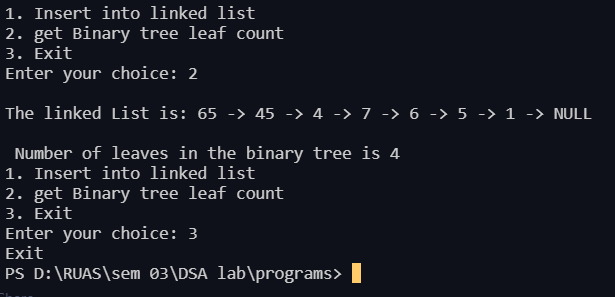 1. Insert into linked list
2. get Binary tree leaf count
3. Exit
Enter your choice: 2
The linked List is: 65 -> 45 -> 4 -> 7 -> 6 -> 5 -> 1 -> NULL
Number of leaves in the binary tree is 4
1. Insert into linked list
2. get Binary tree leaf count
3. Exit
Enter your choice: 3
Exit
PS D:\RUAS\sem 03\DSA lab\programs>